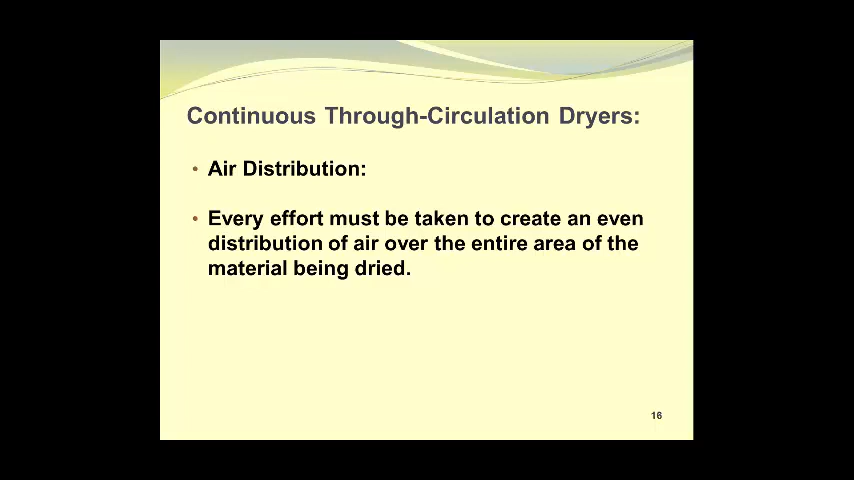 Continuous Through-Circulation Dryers:
• Air Distribution:
• Every effort must be taken to create an even
distribution of air over the entire area of the
material being dried.
16